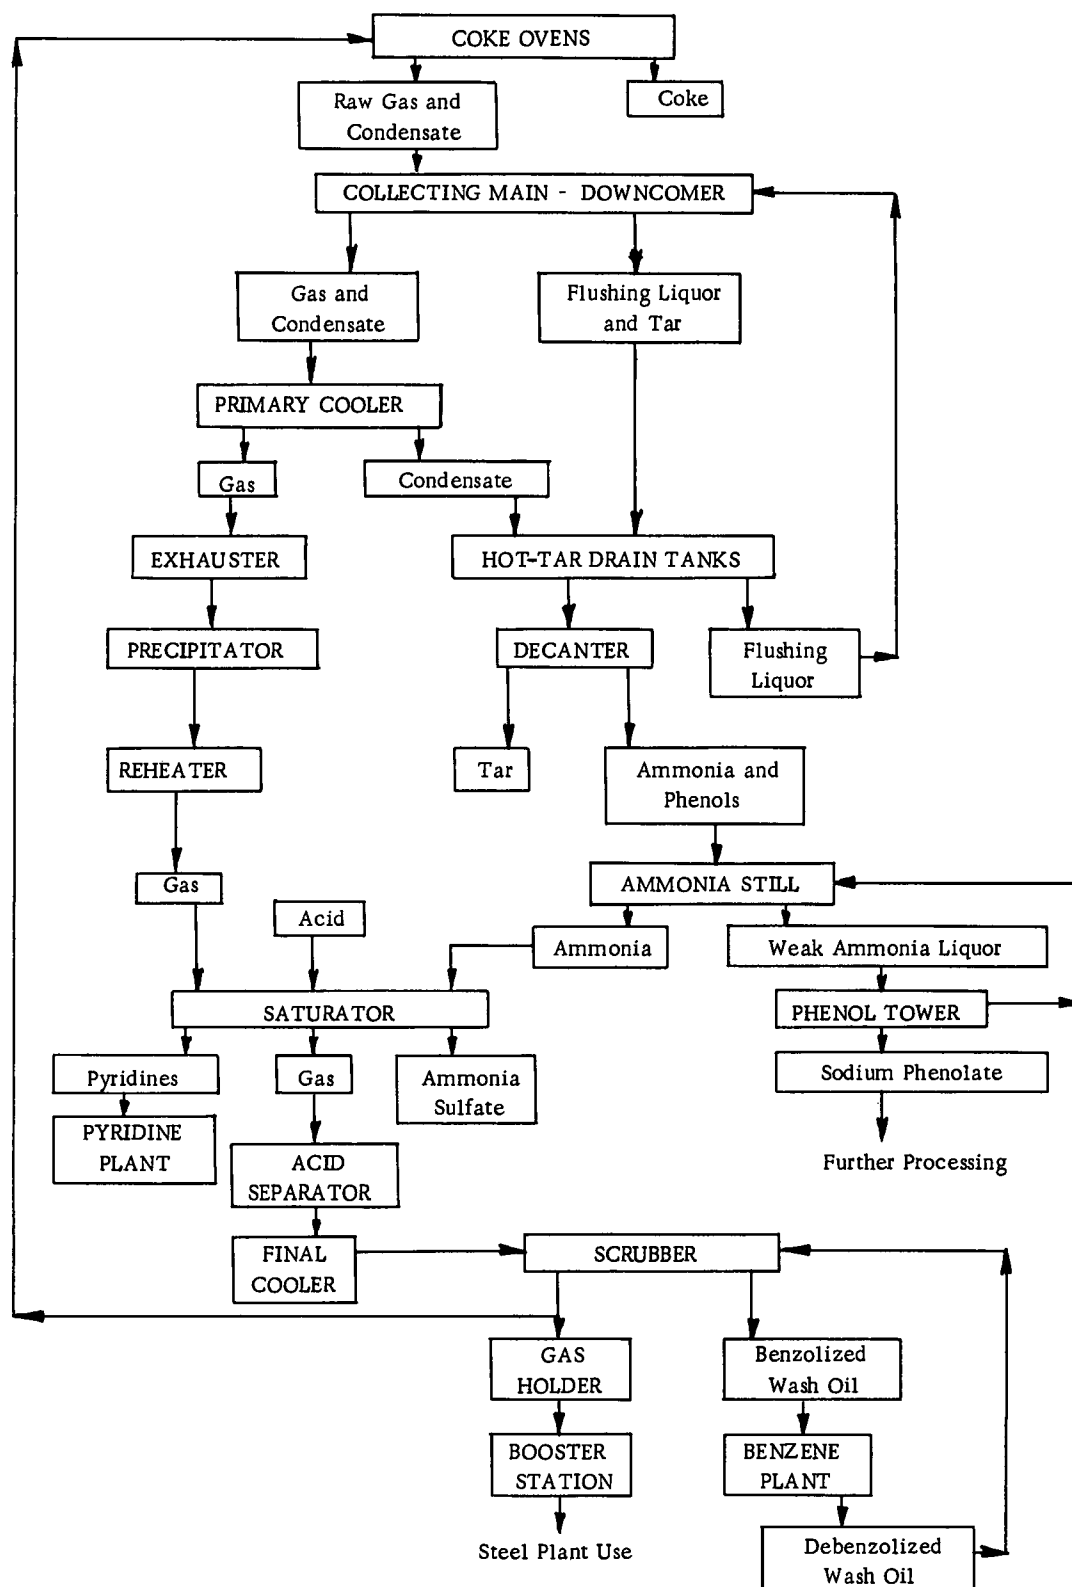 COKE OVENS
Raw Gas and
Condensate
Coke
COLLECTING MAIN - DOWNCOMER
Gas and
Condensate
Flushing Liquor
and Tar
PRIMARY COOLER
Gas
Condensate
EXHAUSTER
HOT-TAR DRAIN TANKS
PRECIPITATOR
DECANTER
Flushing
Liquor
REHEATER
Tar
Ammonia and
Phenols
Gas
AMMONIA STILL
Acid
Ammonia
Weak Ammonia Liquor
SATURATOR
PHENOL TOWER
Pyridines
Gas
Ammonia
Sulfate
Sodium Phenolate
PYRIDINE
PLANT
ACID
SEPARATOR
Further Processing
FINAL
COOLER
SCRUBBER
GAS
HOLDER
Benzolized
Wash Oil
BOOSTER
STATION
BENZENE
PLANT
Steel Plant Use
Debenzolized
Wash Oil